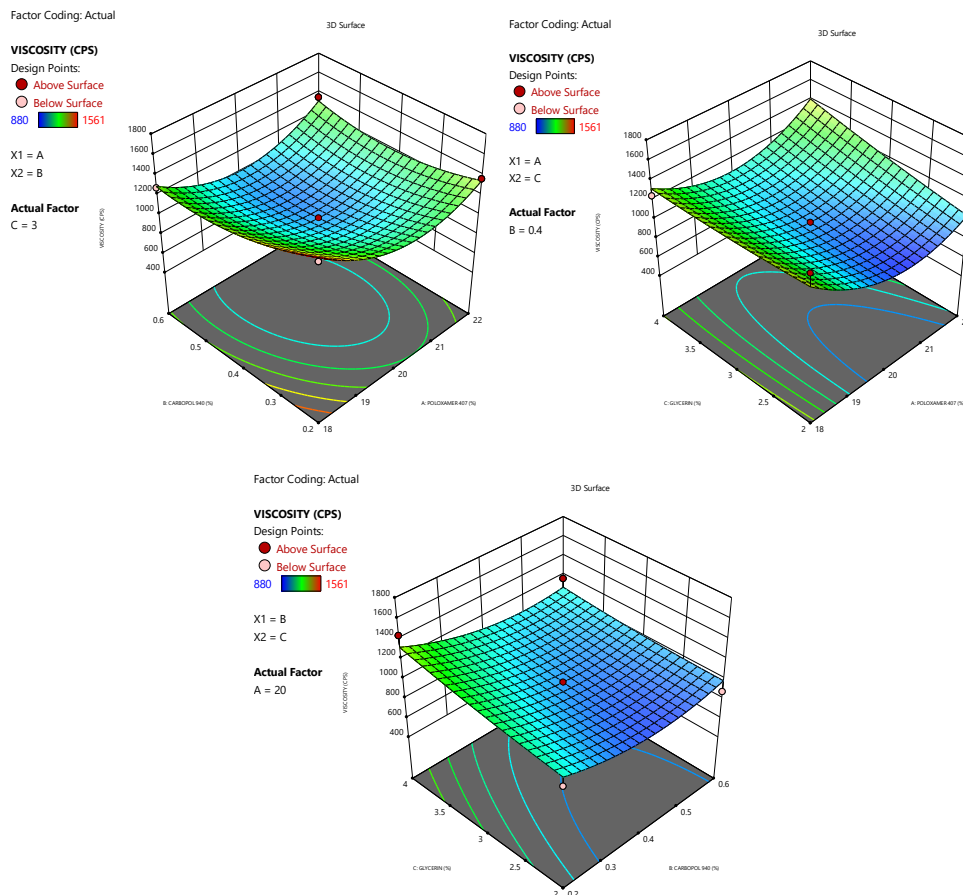 Factor Coding: Actual
3D Surface
VISCOSITY (CPS)
Design Points:
Above Surface
Below Surface
880 1561
X1 = A
X2 = B
Actual Factor
C = 3
VISCOSITY (CPS)
1800
1600
1400
1200
1000
800
600
400
0.6
0.5
0.4
0.3
0.2
18
19
20
21
22
B: CARBOPOL 940 (%)
A: POLOXAMER 407 (%)
Factor Coding: Actual
3D Surface
VISCOSITY (CPS)
Design Points:
Above Surface
Below Surface
880 1561
X1 = A
X2 = C
Actual Factor
B = 0.4
VISCOSITY (CPS)
1800
1600
1400
1200
1000
800
600
400
4
3.5
3
2.5
2
18
19
20
21
C: GLYCERIN (%)
A: POLOXAMER 407 (%)
Factor Coding: Actual
3D Surface
VISCOSITY (CPS)
Design Points:
Above Surface
Below Surface
880 1561
X1 = B
X2 = C
Actual Factor
A = 20
VISCOSITY (CPS)
1800
1600
1400
1200
1000
800
600
400
4
3.5
3
2.5
2
0.2
0.3
0.4
0.5
0.6
C: GLYCERIN (%)
B: CARBOPOL 940 (%)